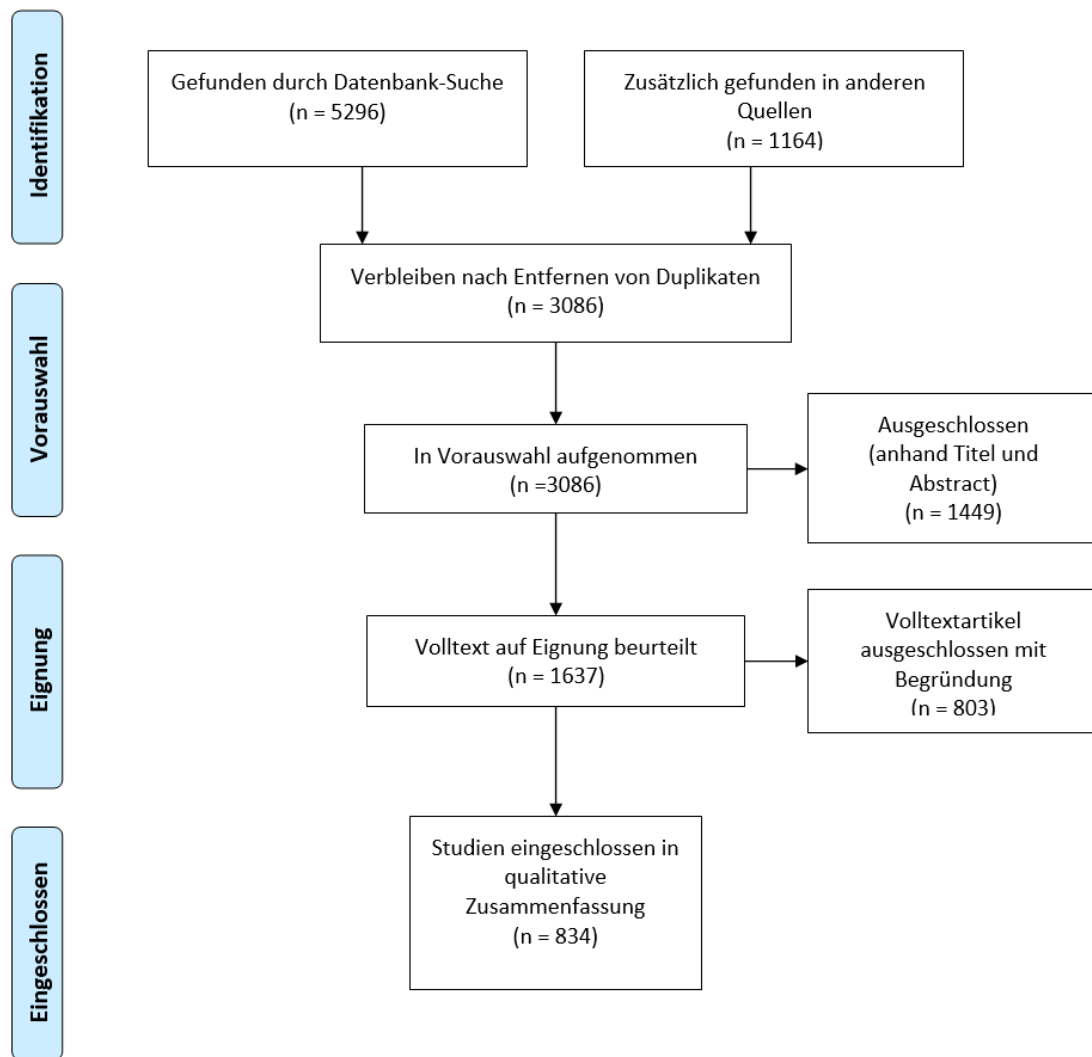 Identifikation
Gefunden durch Datenbank-Suche
(n = 5296)
Zusätzlich gefunden in anderen
Quellen
(n = 1164)
Verbleiben nach Entfernen von Duplikaten
(n = 3086)
Vorauswahl
In Vorauswahl aufgenommen
(n =3086)
Ausgeschlossen
(anhand Titel und
Abstract)
(n = 1449)
Eignung
Volltext auf Eignung beurteilt
(n = 1637)
Volltextartikel
ausgeschlossen mit
Begründung
(n = 803)
Eingeschlossen
Studien eingeschlossen in
qualitative
Zusammenfassung
(n = 834)